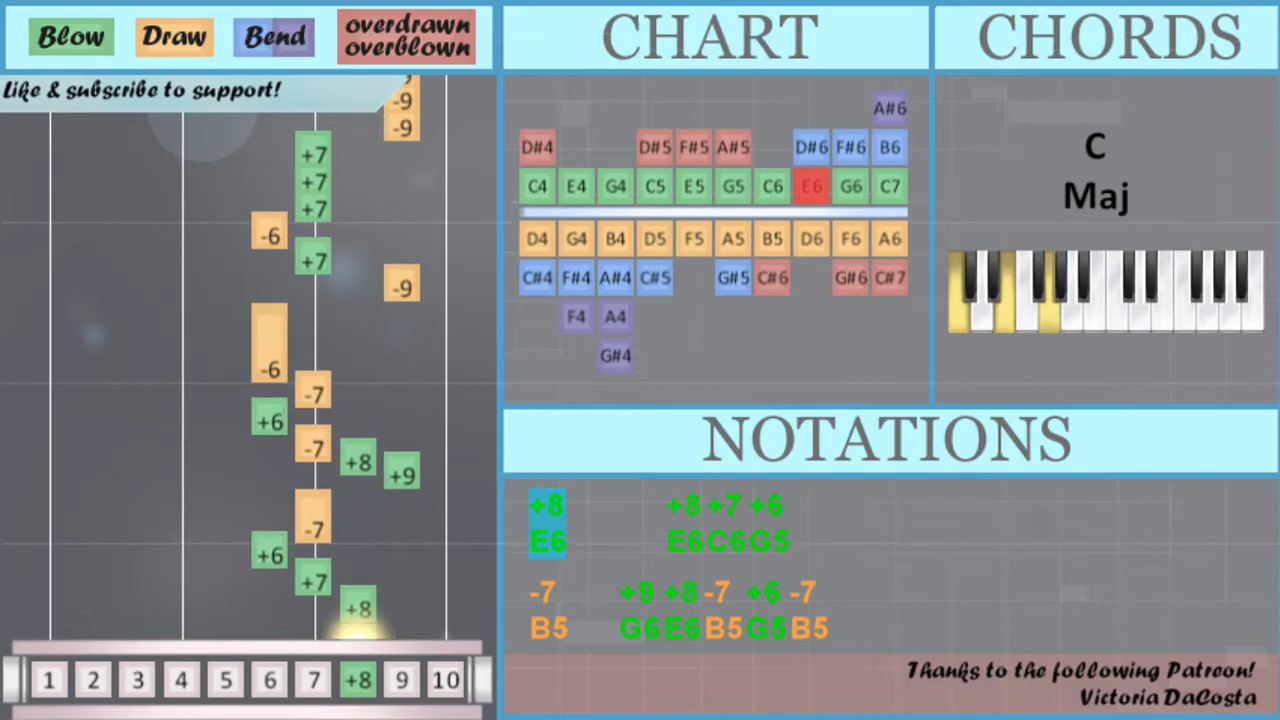 Blow
Draw
Bend
overdrawn
overblown
Like & subscribe to support!
-9
-9
+7
+7
+7
-6
+7
-9
-6
-7
+6
-7
+8
+9
-7
+6
+7
+8
1 2 3 4 5 6 7 +8 9 10
CHART
A#6
D#4 D#5 F#5 A#5 D#6 F#6 B6
C4 E4 G4 C5 E5 G5 C6 E6 G6 C7
D4 G4 B4 D5 F5 A5 B5 D6 F6 A6
C#4 F#4 A#4 C#5 G#5 C#6 G#6 C#7
F4 A4
G#4
CHORDS
C
Maj
NOTATIONS
+8 +8 +7 +6
E6 E6 C6 G5
-7 +9 +8 -7 +6 -7
B5 G6 E6 B5 G5 B5
Thanks to the following Patreon!
Victoria DaCosta